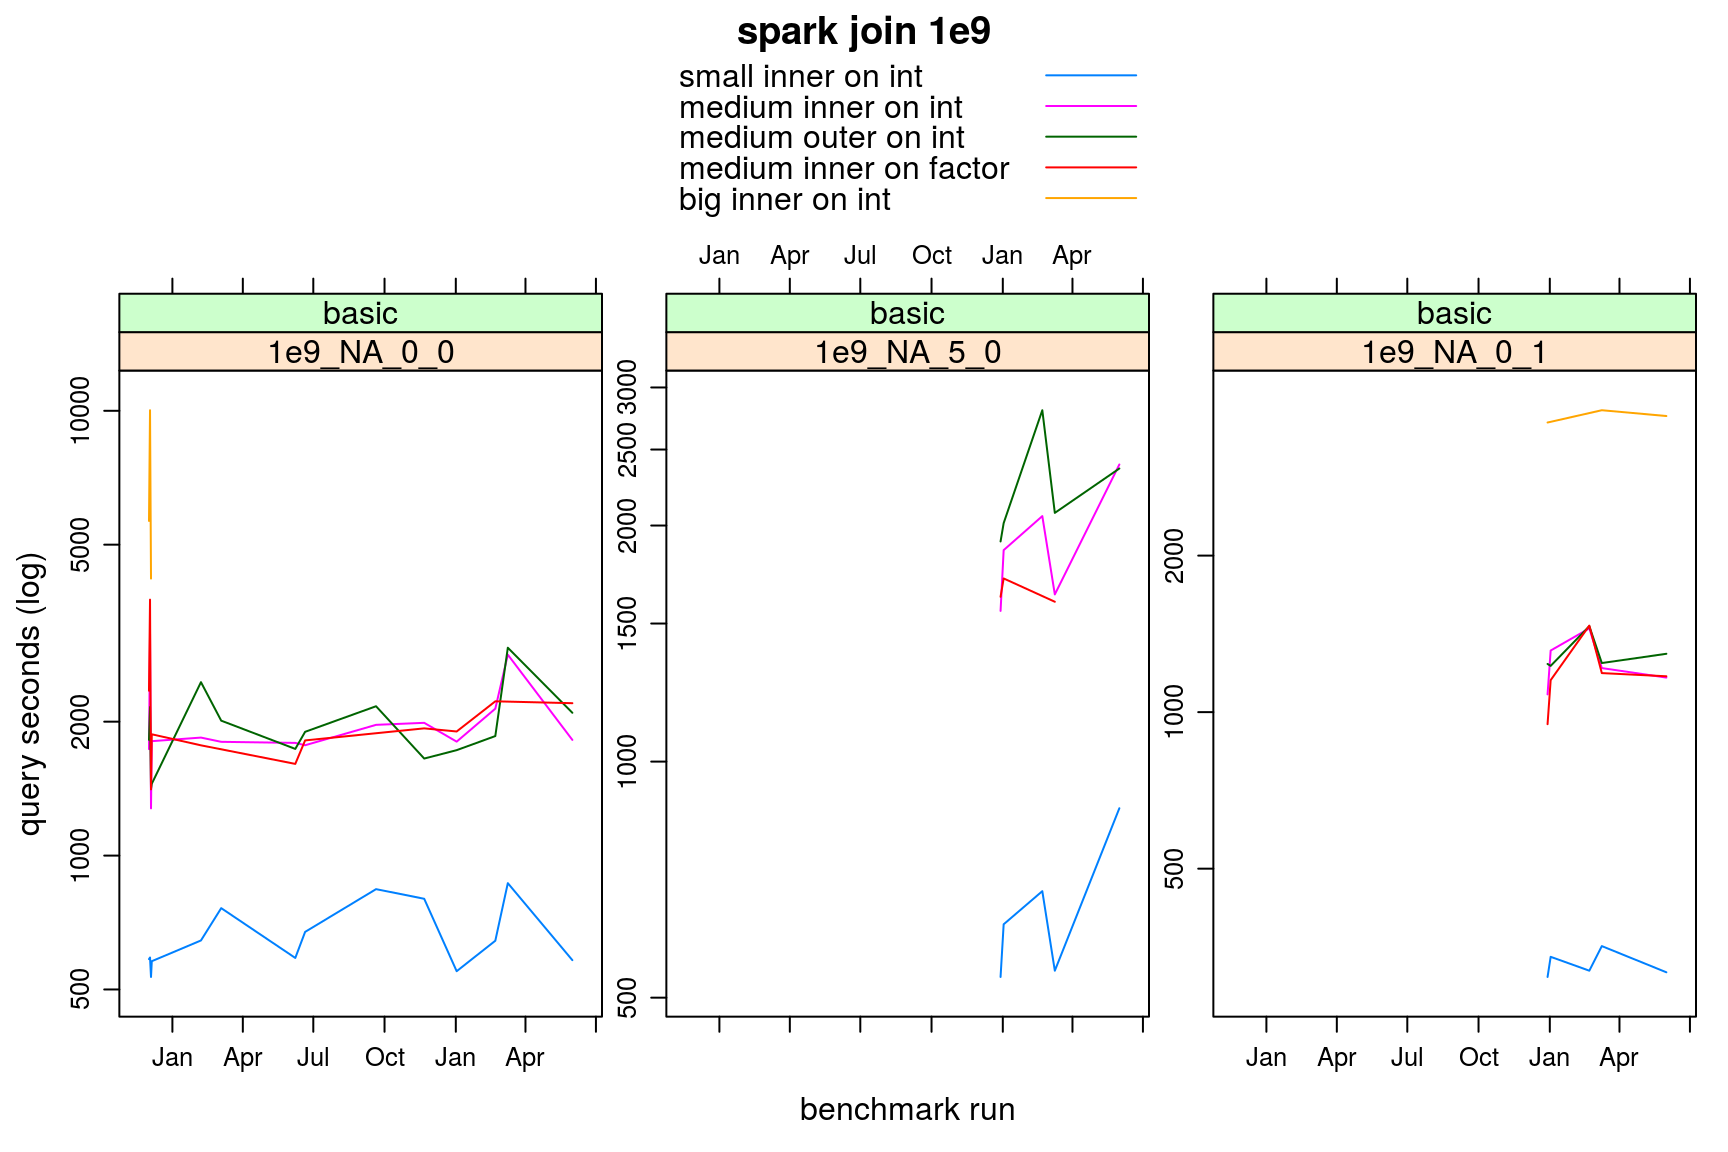 spark join 1e9
small inner on int
medium inner on int
medium outer on int
medium inner on factor
big inner on int
Jan Apr Jul Oct Jan Apr
basic
1e9_NA_0_0
basic
1e9_NA_5_0
basic
1e9_NA_0_1
query seconds (log)
10000
5000
2000
1000
500
3000
2500
2000
1500
1000
500
2000
1000
500
Jan Apr Jul Oct Jan Apr
Jan Apr Jul Oct Jan Apr
benchmark run